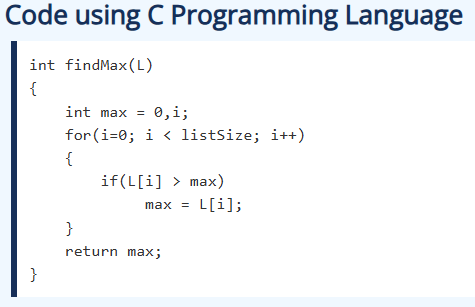 Code using C Programming Language
int findMax(L)
{
    int max = 0,i;
    for(i=0; i < listSize; i++)
    {
        if(L[i] > max)
             max = L[i];
    }
    return max;
}